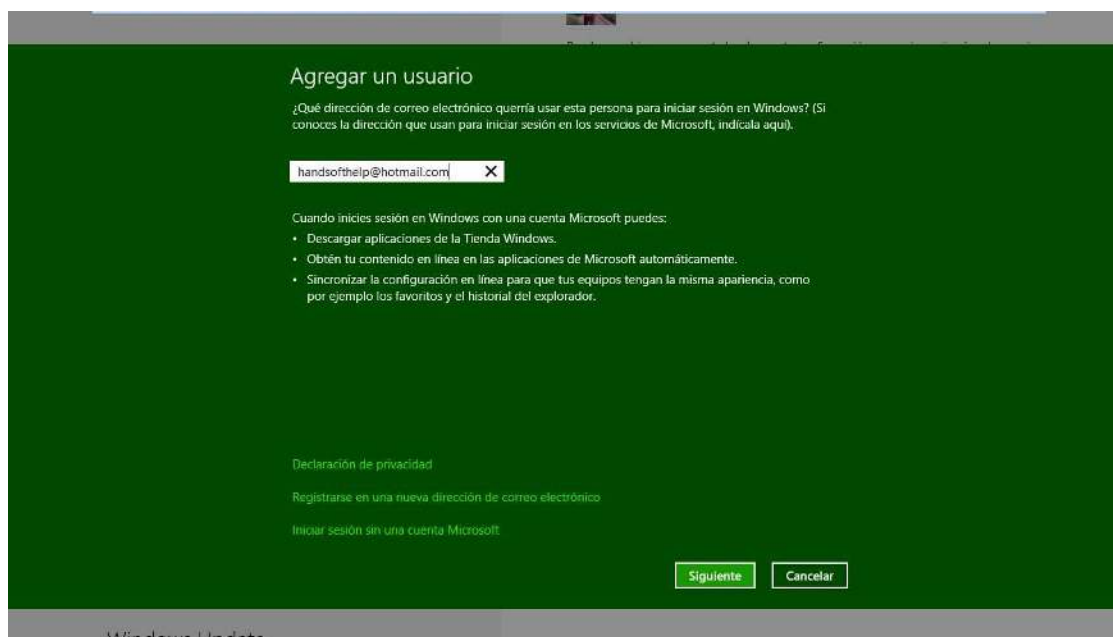 Agregar un usuario
¿Qué dirección de correo electrónico querría usar esta persona para iniciar sesión en Windows? (Si
conoces la dirección que usan para iniciar sesión en los servicios de Microsoft, indícala aquí).
handsofthelp@hotmail.com
Cuando inicies sesión en Windows con una cuenta Microsoft puedes:
• Descargar aplicaciones de la Tienda Windows.
• Obtén tu contenido en línea en las aplicaciones de Microsoft automáticamente.
• Sincronizar la configuración en línea para que tus equipos tengan la misma apariencia, como
por ejemplo los favoritos y el historial del explorador.
Declaración de privacidad
Registrarse en una nueva dirección de correo electrónico
Iniciar sesión sin una cuenta Microsoft
Siguiente Cancelar
Windows Update